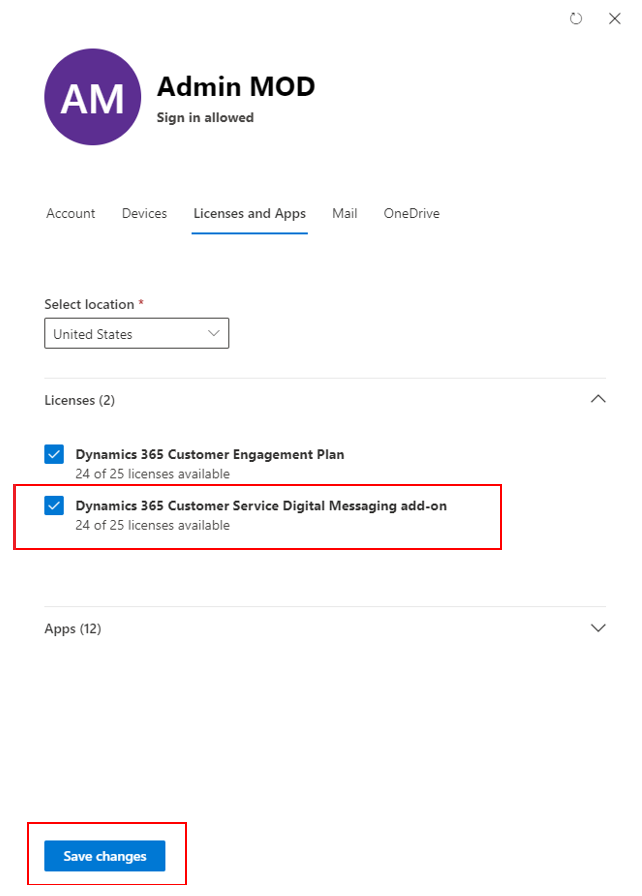 AM
Admin MOD
Sign in allowed
Account Devices Licenses and Apps Mail OneDrive
Select location *
United States
Licenses (2)
Dynamics 365 Customer Engagement Plan
24 of 25 licenses available
Dynamics 365 Customer Service Digital Messaging add-on
24 of 25 licenses available
Apps (12)
Save changes